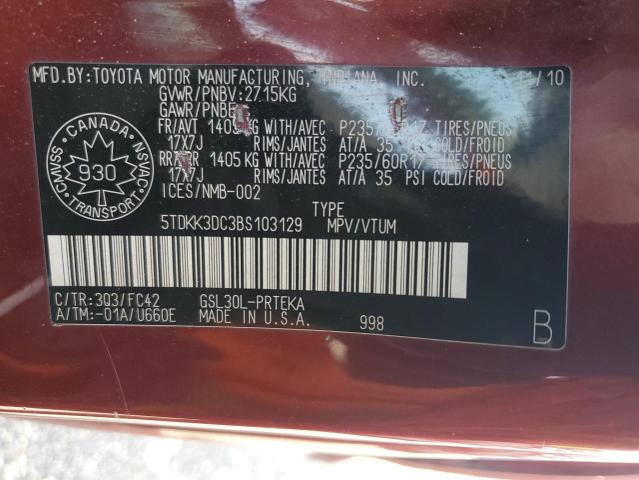 MFD.BY: TOYOTA MOTOR MANUFACTURING, INDIANA INC. 11/10
GVWR/PNBV: 2715KG
GAWR/PNBE
FR/AVT 1405 KG WITH/AVEC TIRES/PNEUS
17X7J RIMS/JANTES AT/A 35 COLD/FROID
1405 KG WITH/AVEC P235/60R17 TIRES/PNEUS
17X7J RIMS/JANTES AT/A 35 PSI COLD/FROID
ICES/NMB-002
CANADA
CMVSS NSVAC
930
TRANSPORT
TYPE
5TDKK3DC3BS103129 MPV/VTUM
C/TR: 3Q3/FC42 GSL30L-PRTEKA
A/TM: -01A/U660E MADE IN U.S.A. 998 B